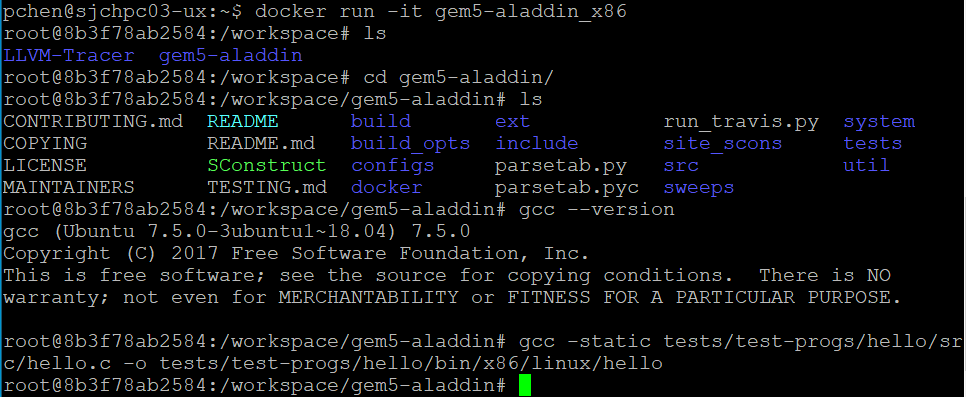 pchen@sjchpc03-ux:~$ docker run -it gem5-aladdin_x86
root@8b3f78ab2584:/workspace# ls
LLVM-Tracer  gem5-aladdin
root@8b3f78ab2584:/workspace# cd gem5-aladdin/
root@8b3f78ab2584:/workspace/gem5-aladdin# ls
CONTRIBUTING.md  README      build       ext          run_travis.py  system
COPYING          README.md   build_opts  include      site_scons     tests
LICENSE          SConstruct  configs     parsetab.py  src            util
MAINTAINERS      TESTING.md  docker      parsetab.pyc sweeps
root@8b3f78ab2584:/workspace/gem5-aladdin# gcc --version
gcc (Ubuntu 7.5.0-3ubuntu1~18.04) 7.5.0
Copyright (C) 2017 Free Software Foundation, Inc.
This is free software; see the source for copying conditions.  There is NO
warranty; not even for MERCHANTABILITY or FITNESS FOR A PARTICULAR PURPOSE.
root@8b3f78ab2584:/workspace/gem5-aladdin# gcc -static tests/test-progs/hello/sr
c/hello.c -o tests/test-progs/hello/bin/x86/linux/hello
root@8b3f78ab2584:/workspace/gem5-aladdin#